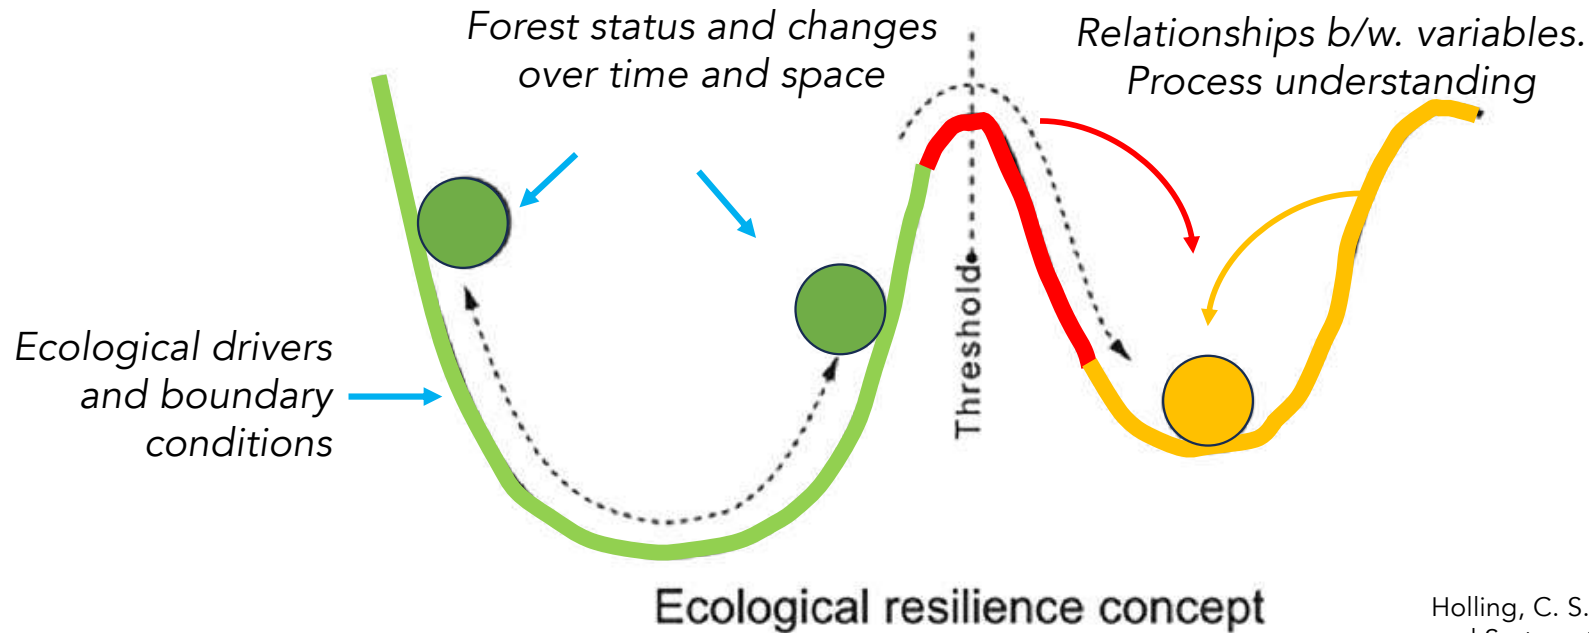 Forest status and changes
over time and space
Relationships b/w. variables.
Process understanding
Ecological drivers
and boundary
conditions
Threshold
Ecological resilience concept
Holling, C. S.